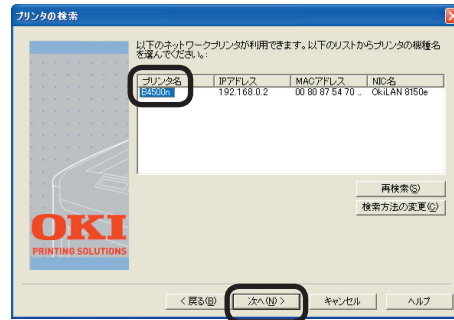 プリンタの検索
以下のネットワークプリンタが利用できます。以下のリストからプリンタの機種名
を選んでください。:
プリンタ名 IPアドレス MACアドレス NIC名
B4500n 192.168.0.2 00 80 87 54 70 .. OkiLAN 8150e
再検索(S)
検索方法の変更(C)
OKI
PRINTING SOLUTIONS
< 戻る(B) 次へ(N) > キャンセル ヘルプ